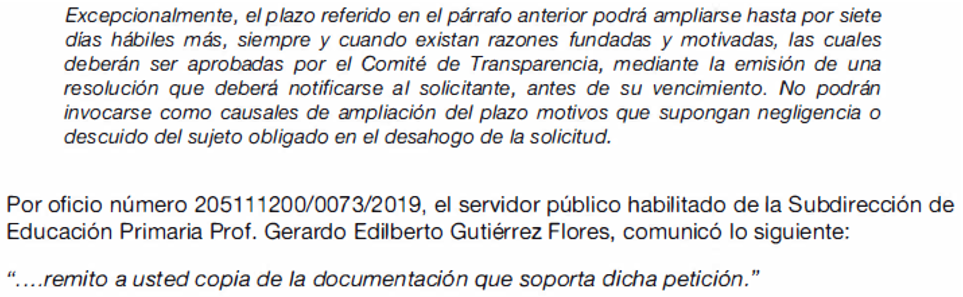 Excepcionalmente, el plazo referido en el párrafo anterior podrá ampliarse hasta por siete
días hábiles más, siempre y cuando existan razones fundadas y motivadas, las cuales
deberán ser aprobadas por el Comité de Transparencia, mediante la emisión de una
resolución que deberá notificarse al solicitante, antes de su vencimiento. No podrán
invocarse como causales de ampliación del plazo motivos que supongan negligencia o
descuido del sujeto obligado en el desahogo de la solicitud.
Por oficio número 205111200/0073/2019, el servidor público habilitado de la Subdirección de
Educación Primaria Prof. Gerardo Edilberto Gutiérrez Flores, comunicó lo siguiente:
“….remito a usted copia de la documentación que soporta dicha petición.”